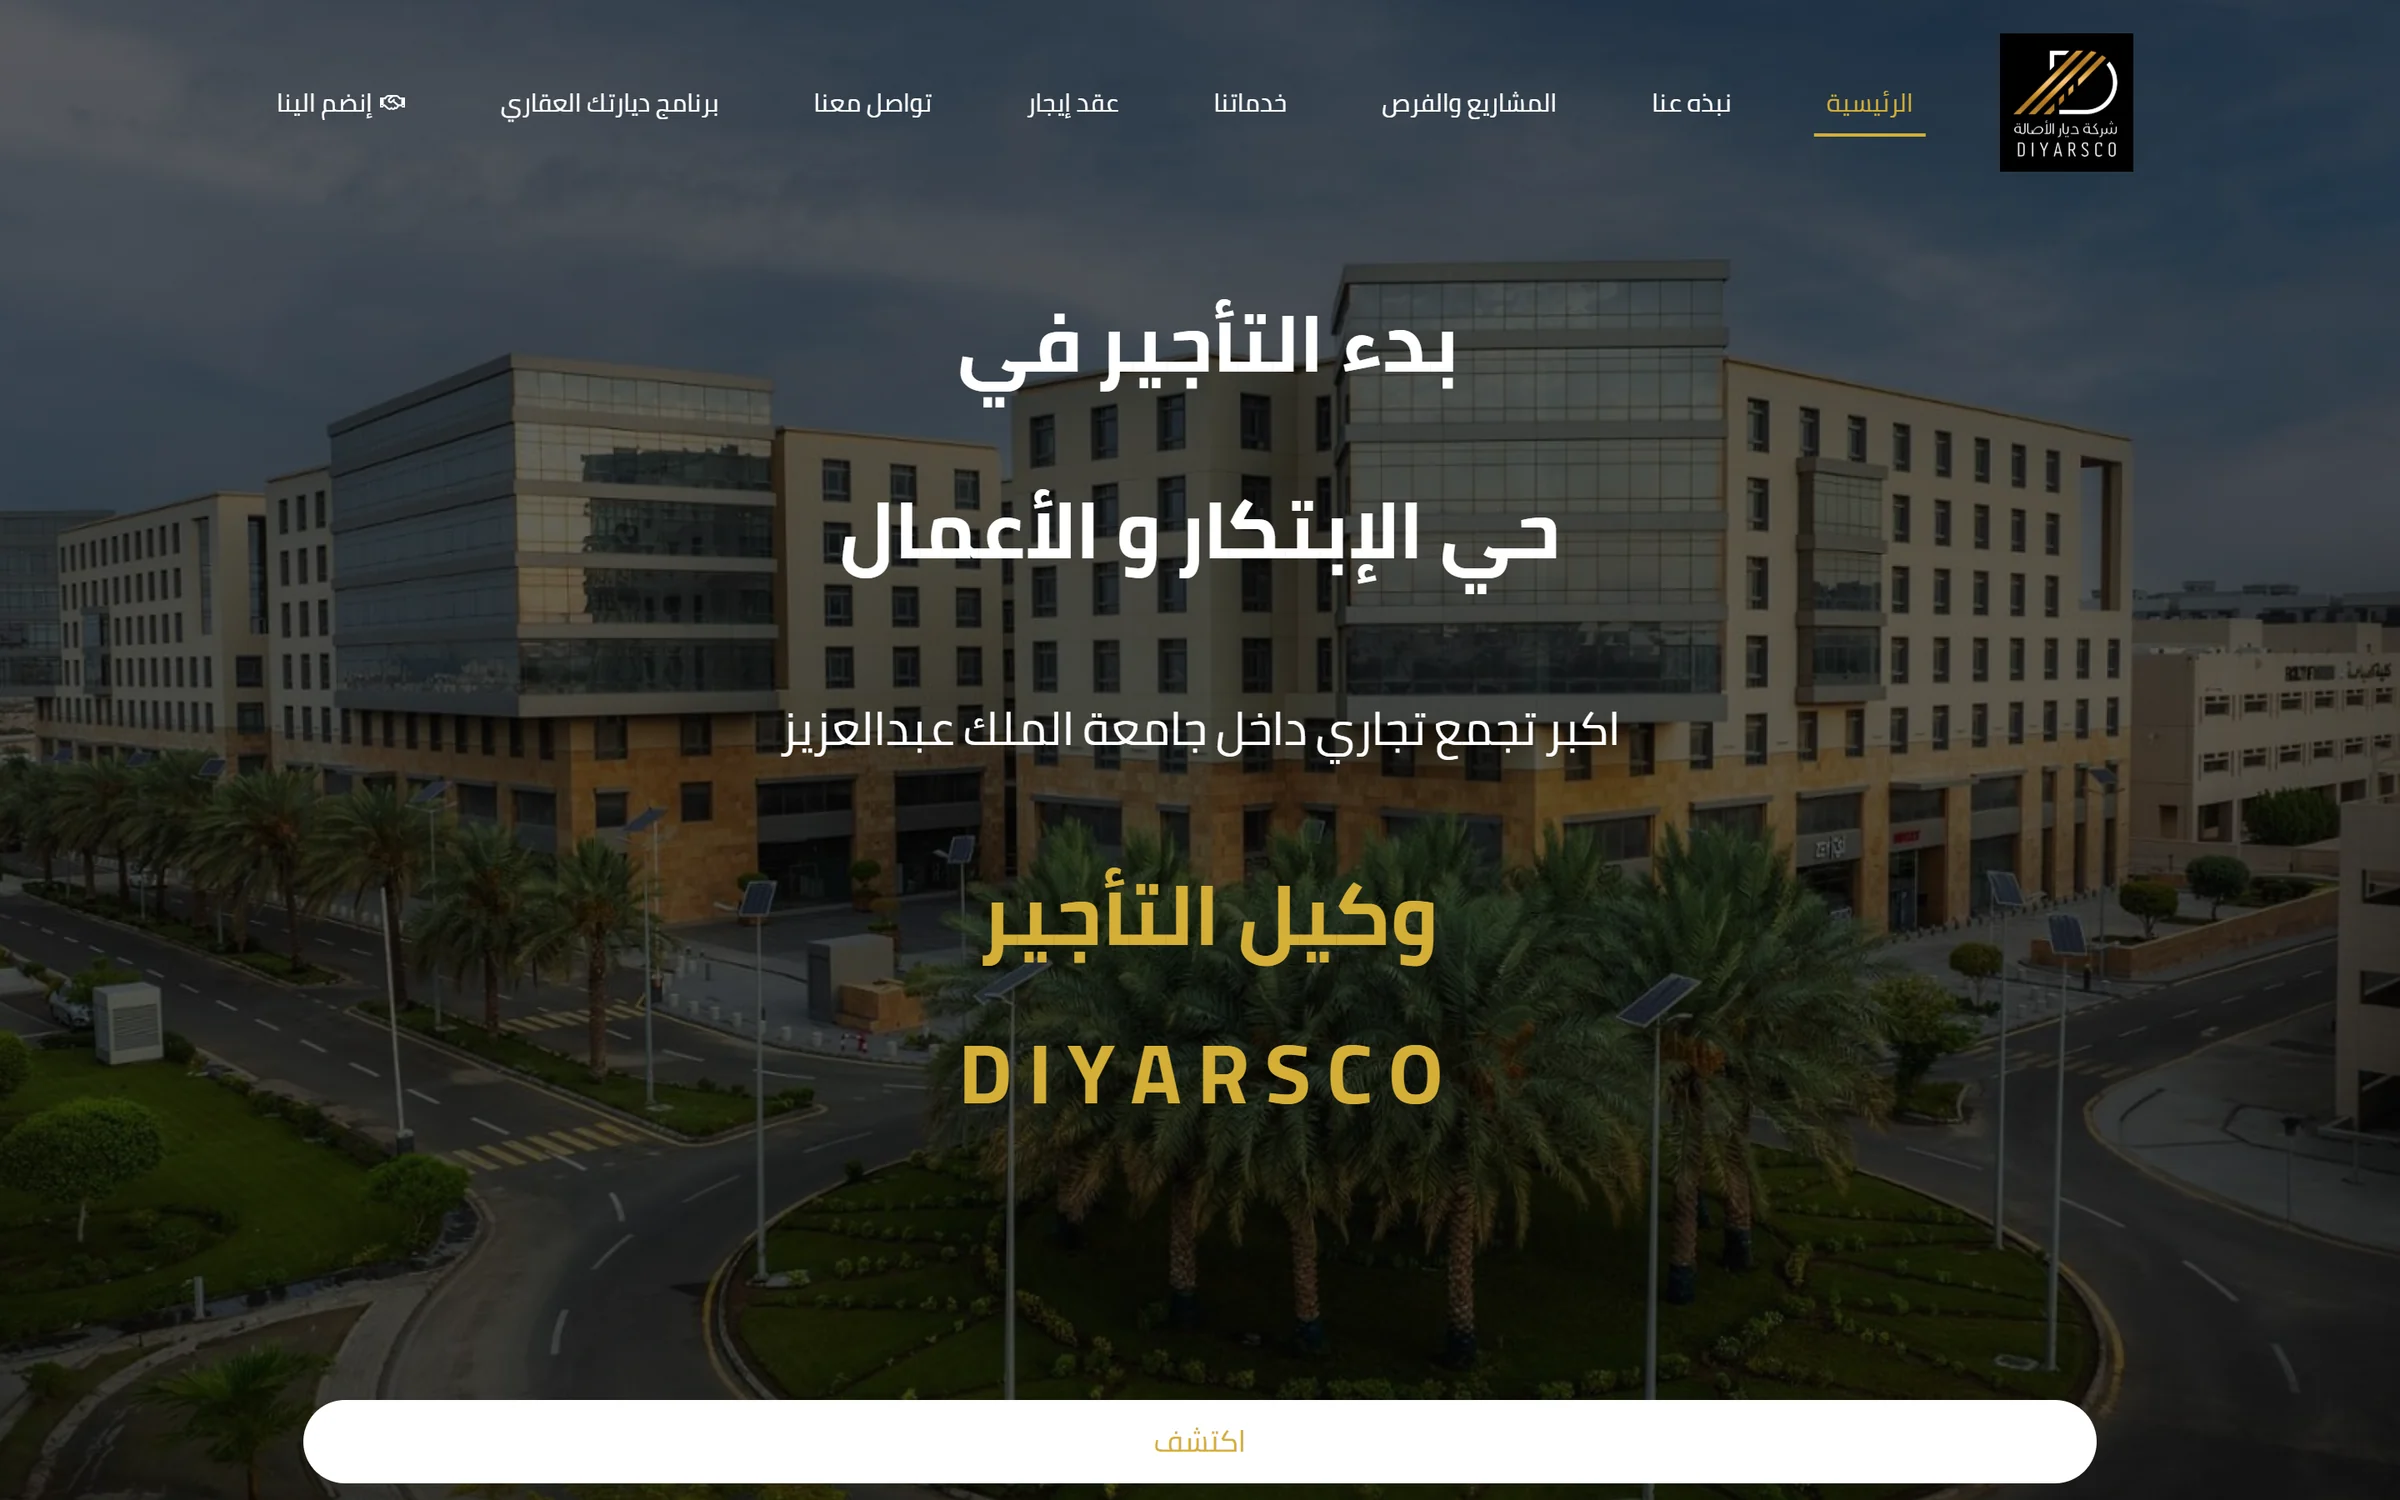 شركة ديار الأصالة
DIYARSCO
الرئيسية
نبذه عنا
المشاريع والفرص
خدماتنا
عقد إيجار
تواصل معنا
برنامج ديارتك العقاري
إنضم الينا
بدء التأجير في
حي الإبتكار و الأعمال
اكبر تجمع تجاري داخل جامعة الملك عبدالعزيز
وكيل التأجير
DIYARSCO
اكتشف